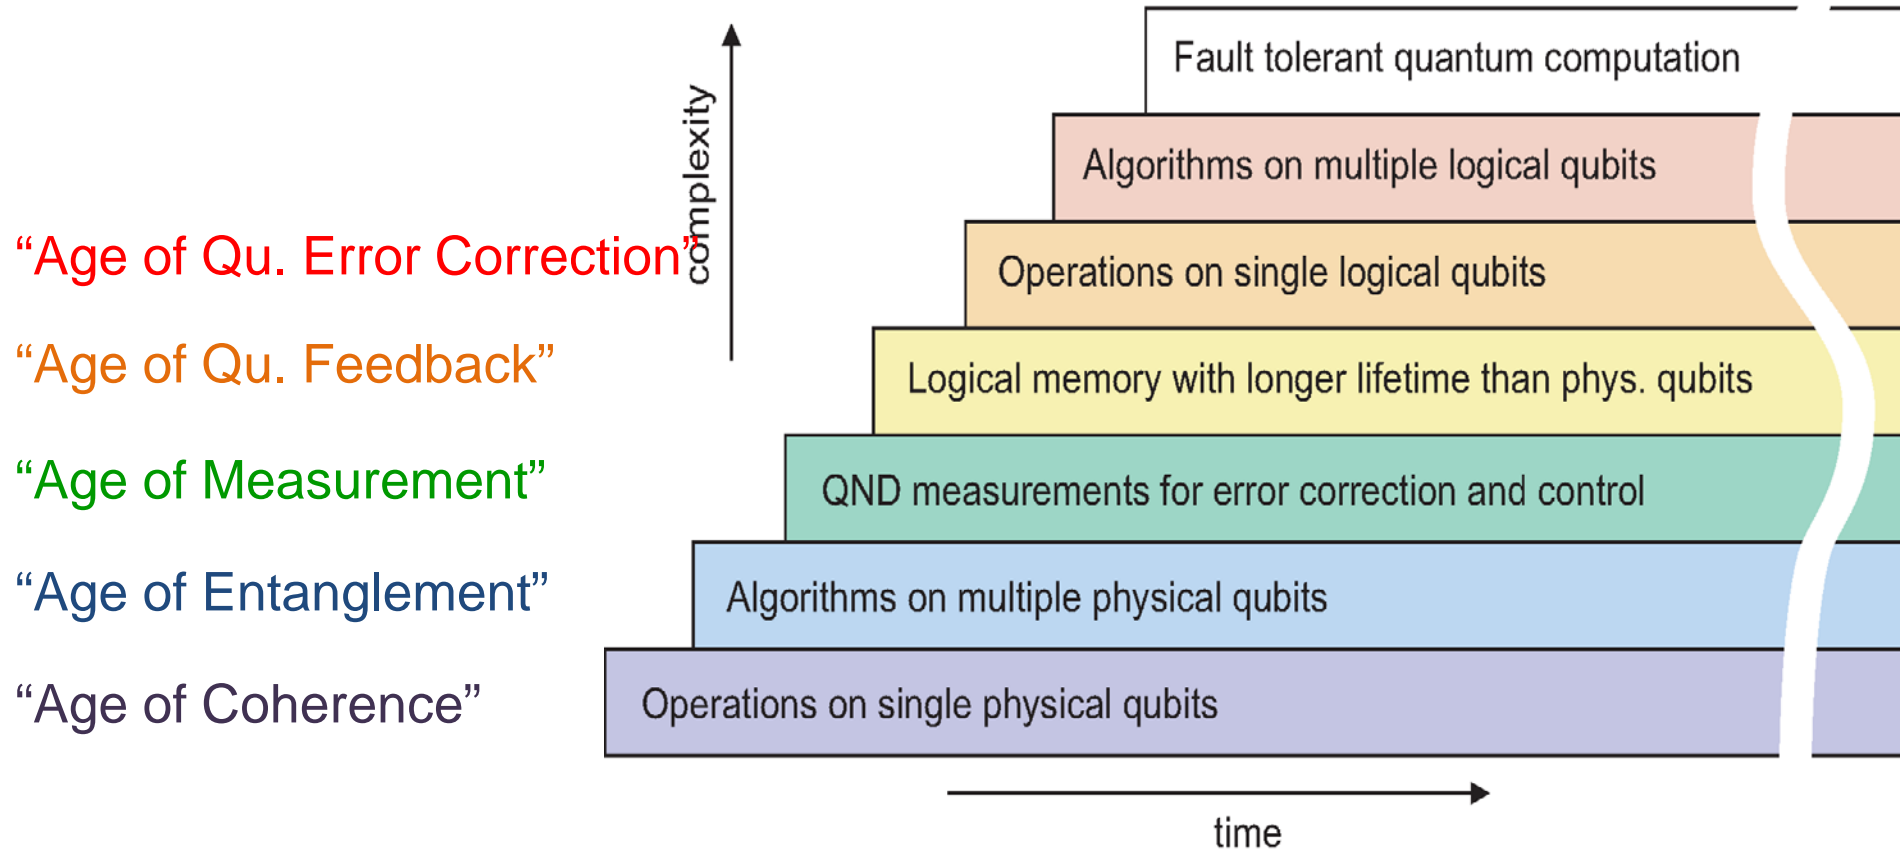 Fault tolerant quantum computation
complexity
Algorithms on multiple logical qubits
“Age of Qu. Error Correction”
Operations on single logical qubits
“Age of Qu. Feedback”
Logical memory with longer lifetime than phys. qubits
“Age of Measurement”
QND measurements for error correction and control
“Age of Entanglement”
Algorithms on multiple physical qubits
“Age of Coherence”
Operations on single physical qubits
time